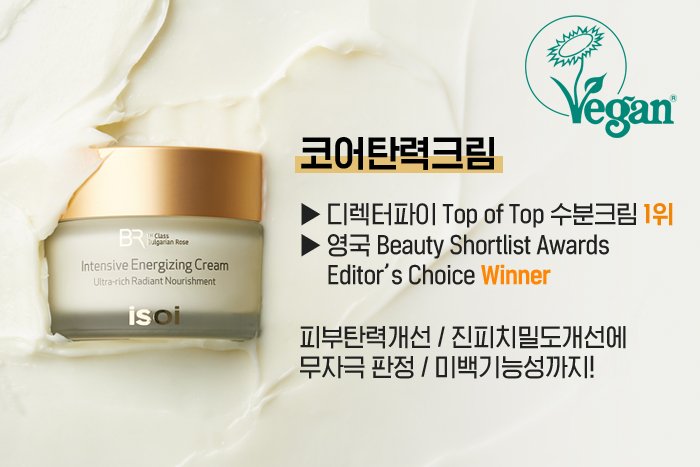 Vegan®
코어탄력크림
▶ 디렉터파이 Top of Top 수분크림 1위
▶ 영국 Beauty Shortlist Awards
Editor's Choice Winner
피부탄력개선 / 진피치밀도개선에
무자극 판정 / 미백기능성까지!
BR 1st Class
Bulgarian Rose
Intensive Energizing Cream
Ultra-rich Radiant Nourishment
isoi